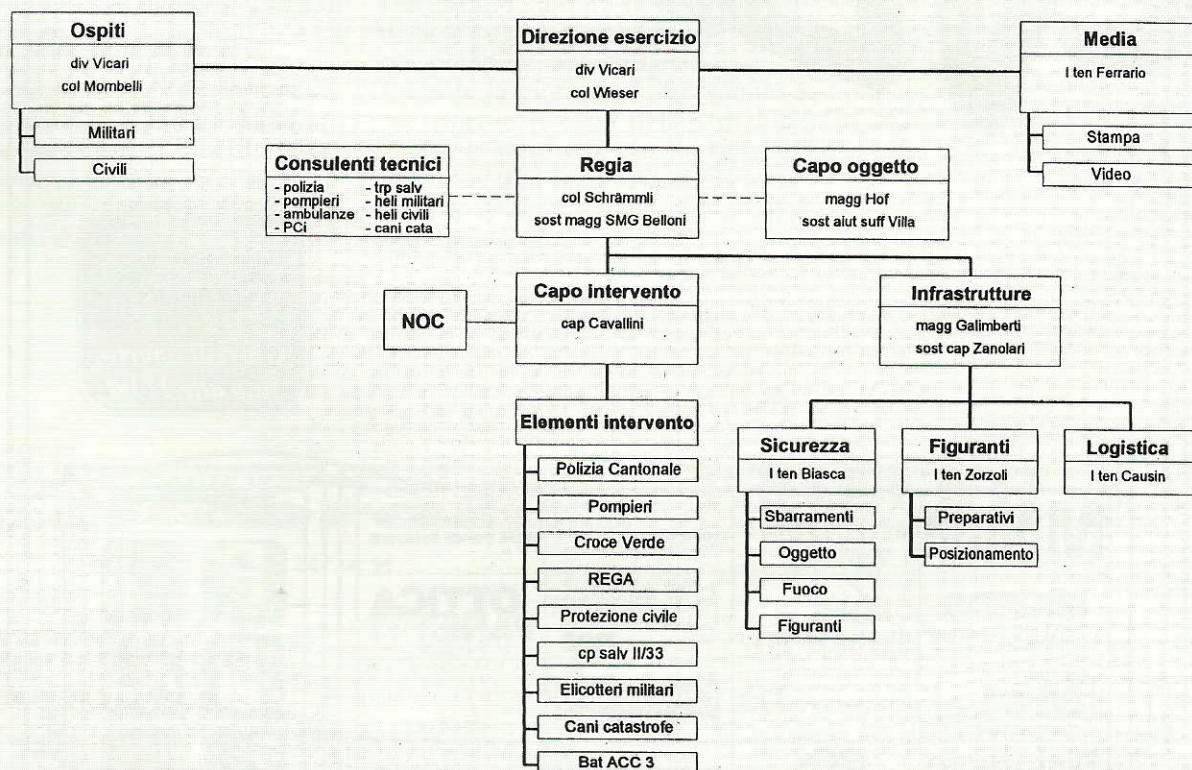 Ospiti
div Vicari
col Mombelli
Militari
Civili
Direzione esercizio
div Vicari
col Wieser
Media
I ten Ferrario
Stampa
Video
Consulenti tecnici
- polizia - trp salv
- pompieri - heli militari
- ambulanze - heli civili
- PCi - cani cata
Regia
col Schrämmli
sost magg SMG Belloni
Capo oggetto
magg Hof
sost aiut suff Villa
NOC
Capo intervento
cap Cavallini
Infrastrutture
magg Galimberti
sost cap Zanolari
Elementi intervento
Polizia Cantonale
Pompieri
Croce Verde
REGA
Protezione civile
cp salv II/33
Elicotteri militari
Cani catastrofe
Bat ACC 3
Sicurezza
I ten Biasca
Sbarramenti
Oggetto
Fuoco
Figuranti
Figuranti
I ten Zorzoli
Preparativi
Posizionamento
Logistica
I ten Causin